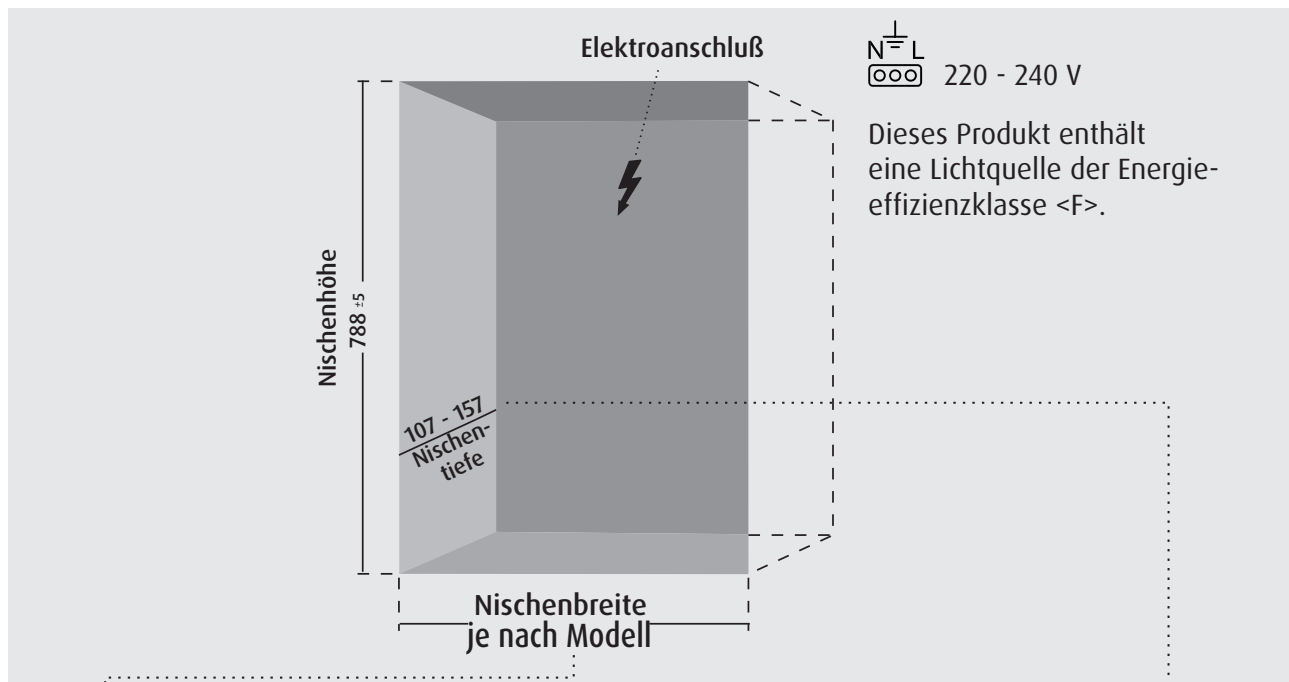 Elektroanschluß
N L
220 - 240 V
Dieses Produkt enthält
eine Lichtquelle der Energie-
effizienzklasse <F>.
Nischenhöhe
788 ±5
107 - 157
Nischen-
tiefe
Nischenbreite
je nach Modell